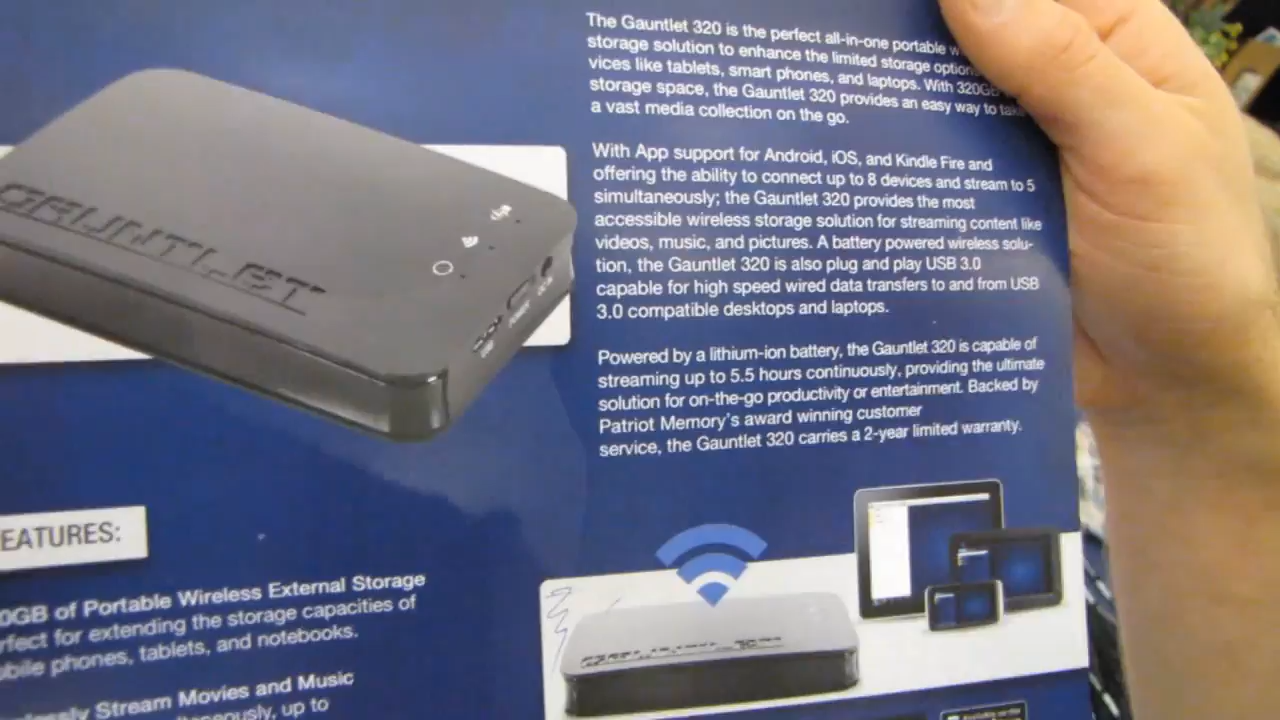 The Gauntlet 320 is the perfect all-in-one portable w
storage solution to enhance the limited storage option
vices like tablets, smart phones, and laptops. With 320GB
storage space, the Gauntlet 320 provides an easy way to take
a vast media collection on the go.
With App support for Android, iOS, and Kindle Fire and
offering the ability to connect up to 8 devices and stream to 5
simultaneously; the Gauntlet 320 provides the most
accessible wireless storage solution for streaming content like
videos, music, and pictures. A battery powered wireless solu-
tion, the Gauntlet 320 is also plug and play USB 3.0
capable for high speed wired data transfers to and from USB
3.0 compatible desktops and laptops.
Powered by a lithium-ion battery, the Gauntlet 320 is capable of
streaming up to 5.5 hours continuously, providing the ultimate
solution for on-the-go productivity or entertainment. Backed by
Patriot Memory's award winning customer
service, the Gauntlet 320 carries a 2-year limited warranty.
GAUNTLET
EATURES:
0GB of Portable Wireless External Storage
rfect for extending the storage capacities of
obile phones, tablets, and notebooks.
lessly Stream Movies and Music
ltaneously, up to
GAUNTLET